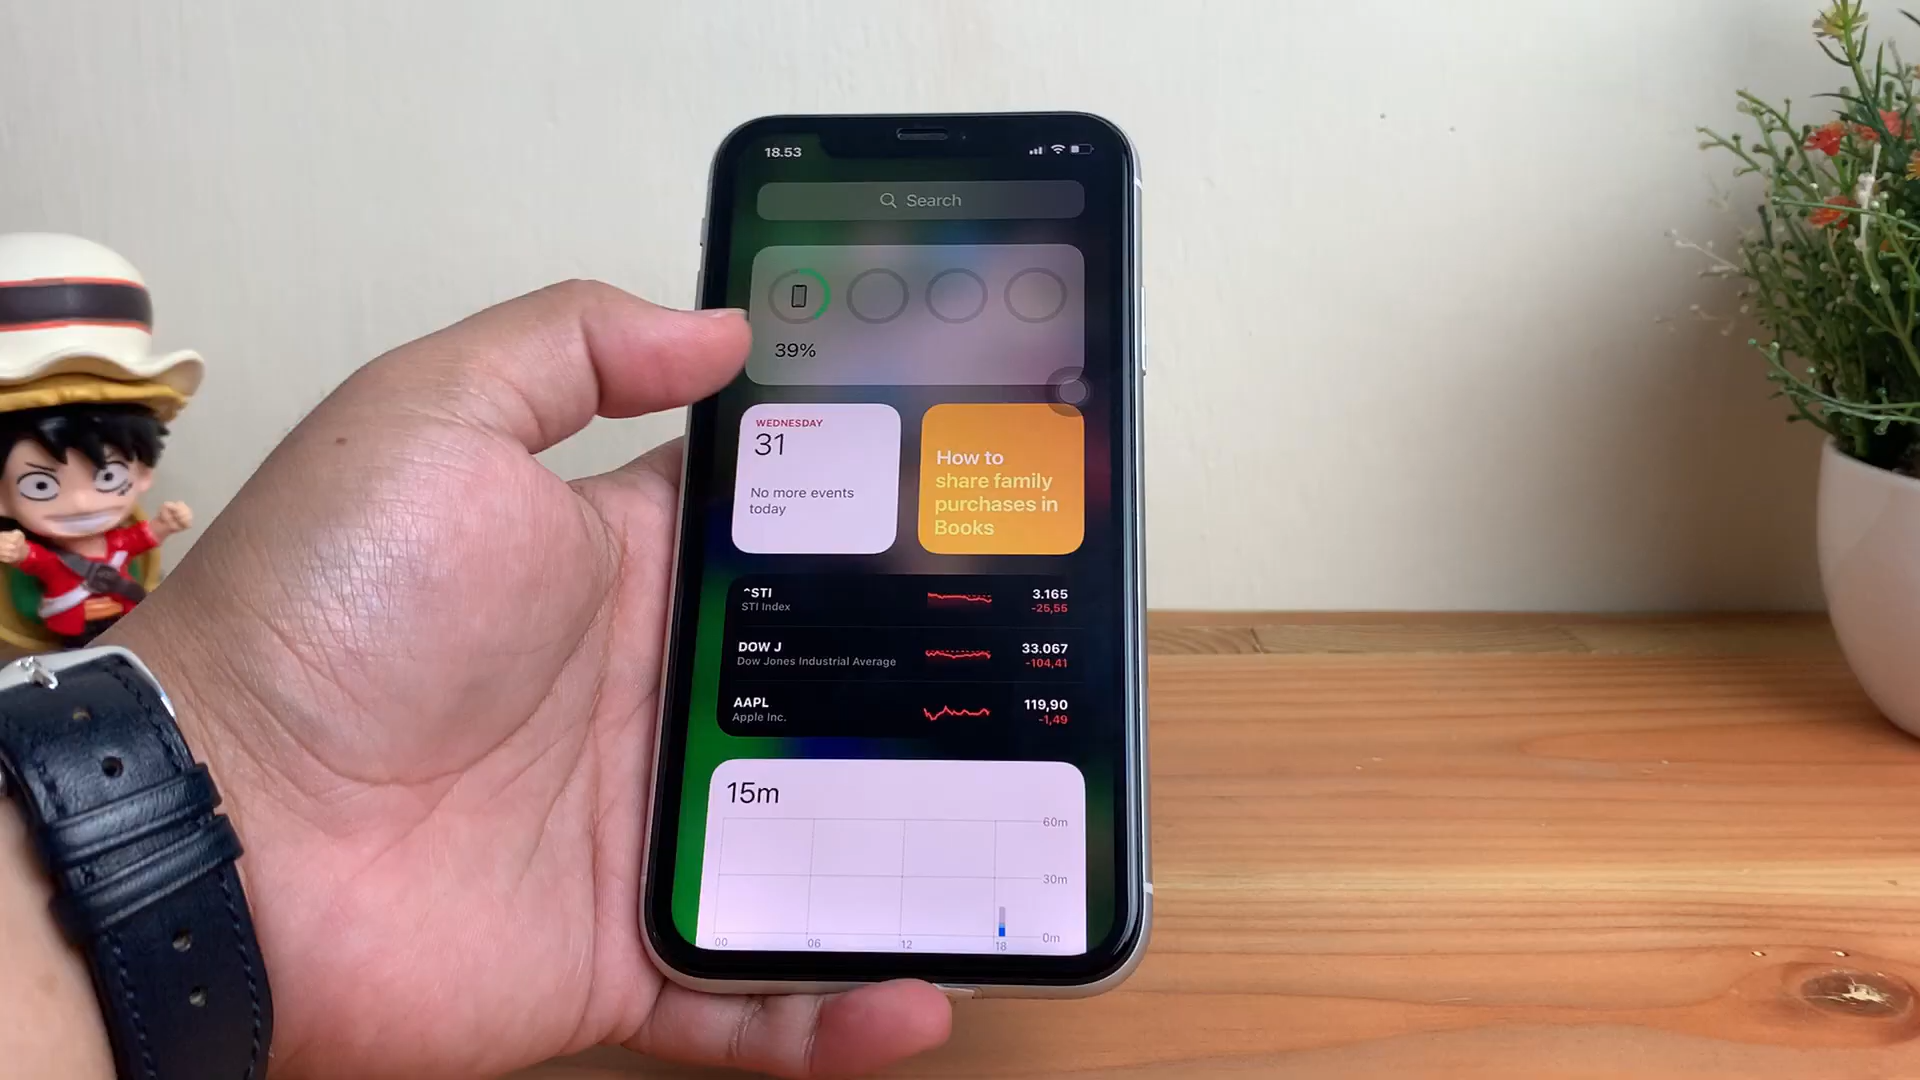 18.53
Search
39%
WEDNESDAY
31
No more events
today
How to
share family
purchases in
Books
^STI
STI Index
3.165
-25,55
DOW J
Dow Jones Industrial Average
33.067
-104,41
AAPL
Apple Inc.
119,90
-1,49
15m
60m
30m
0m
00 06 12 18